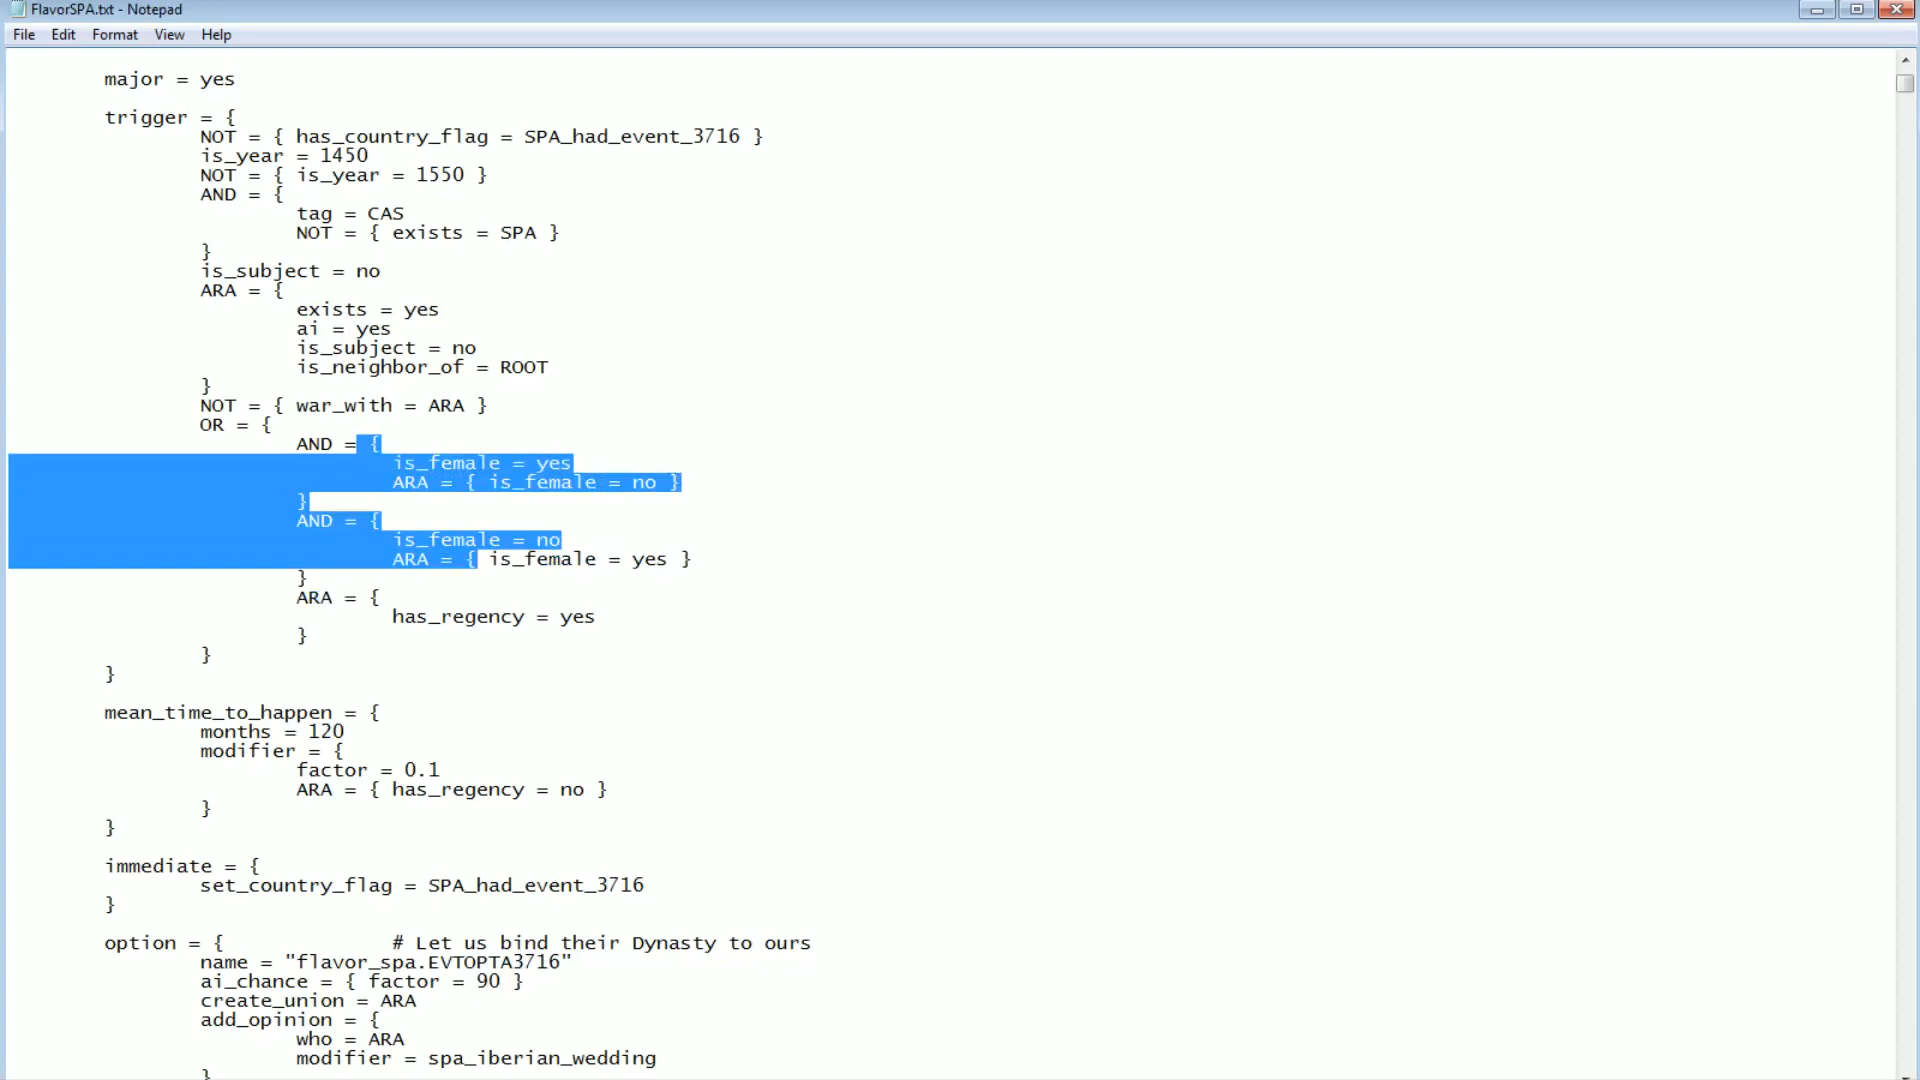 FlavorSPA.txt - Notepad
File Edit Format View Help
major = yes
trigger = {
NOT = { has_country_flag = SPA_had_event_3716 }
is_year = 1450
NOT = { is_year = 1550 }
AND = {
tag = CAS
NOT = { exists = SPA }
}
is_subject = no
ARA = {
exists = yes
ai = yes
is_subject = no
is_neighbor_of = ROOT
}
NOT = { war_with = ARA }
OR = {
AND = {
is_female = yes
ARA = { is_female = no }
}
AND = {
is_female = no
ARA = { is_female = yes }
}
ARA = {
has_regency = yes
}
}
}
mean_time_to_happen = {
months = 120
modifier = {
factor = 0.1
ARA = { has_regency = no }
}
}
immediate = {
set_country_flag = SPA_had_event_3716
}
option = { # Let us bind their Dynasty to ours
name = "flavor_spa.EVTOPTA3716"
ai_chance = { factor = 90 }
create_union = ARA
add_opinion = {
who = ARA
modifier = spa_iberian_wedding
}